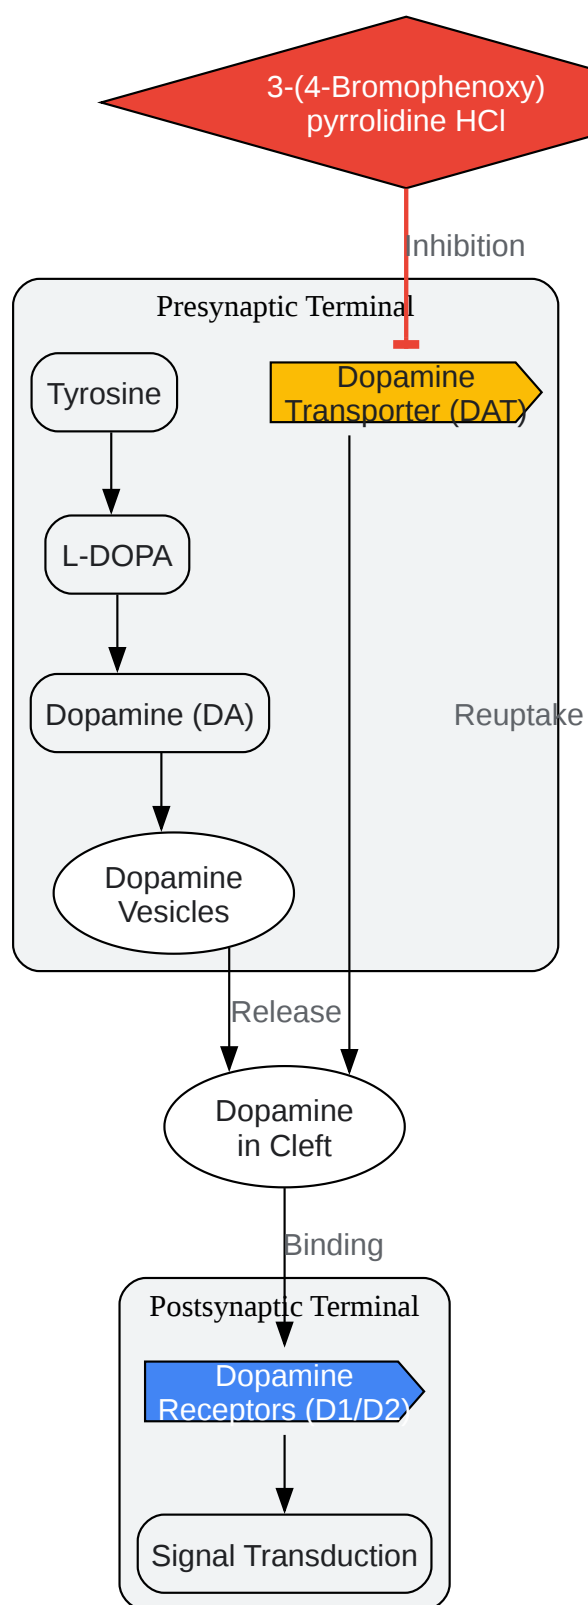 3-(4-Bromophenoxy)
pyrrolidine HCl
Inhibition
Presynaptic Terminal
Tyrosine
Dopamine
Transporter (DAT)
L-DOPA
Dopamine (DA)
Reuptake
Dopamine
Vesicles
Release
Dopamine
in Cleft
Binding
Postsynaptic Terminal
Dopamine
Receptors (D1/D2)
Signal Transduction